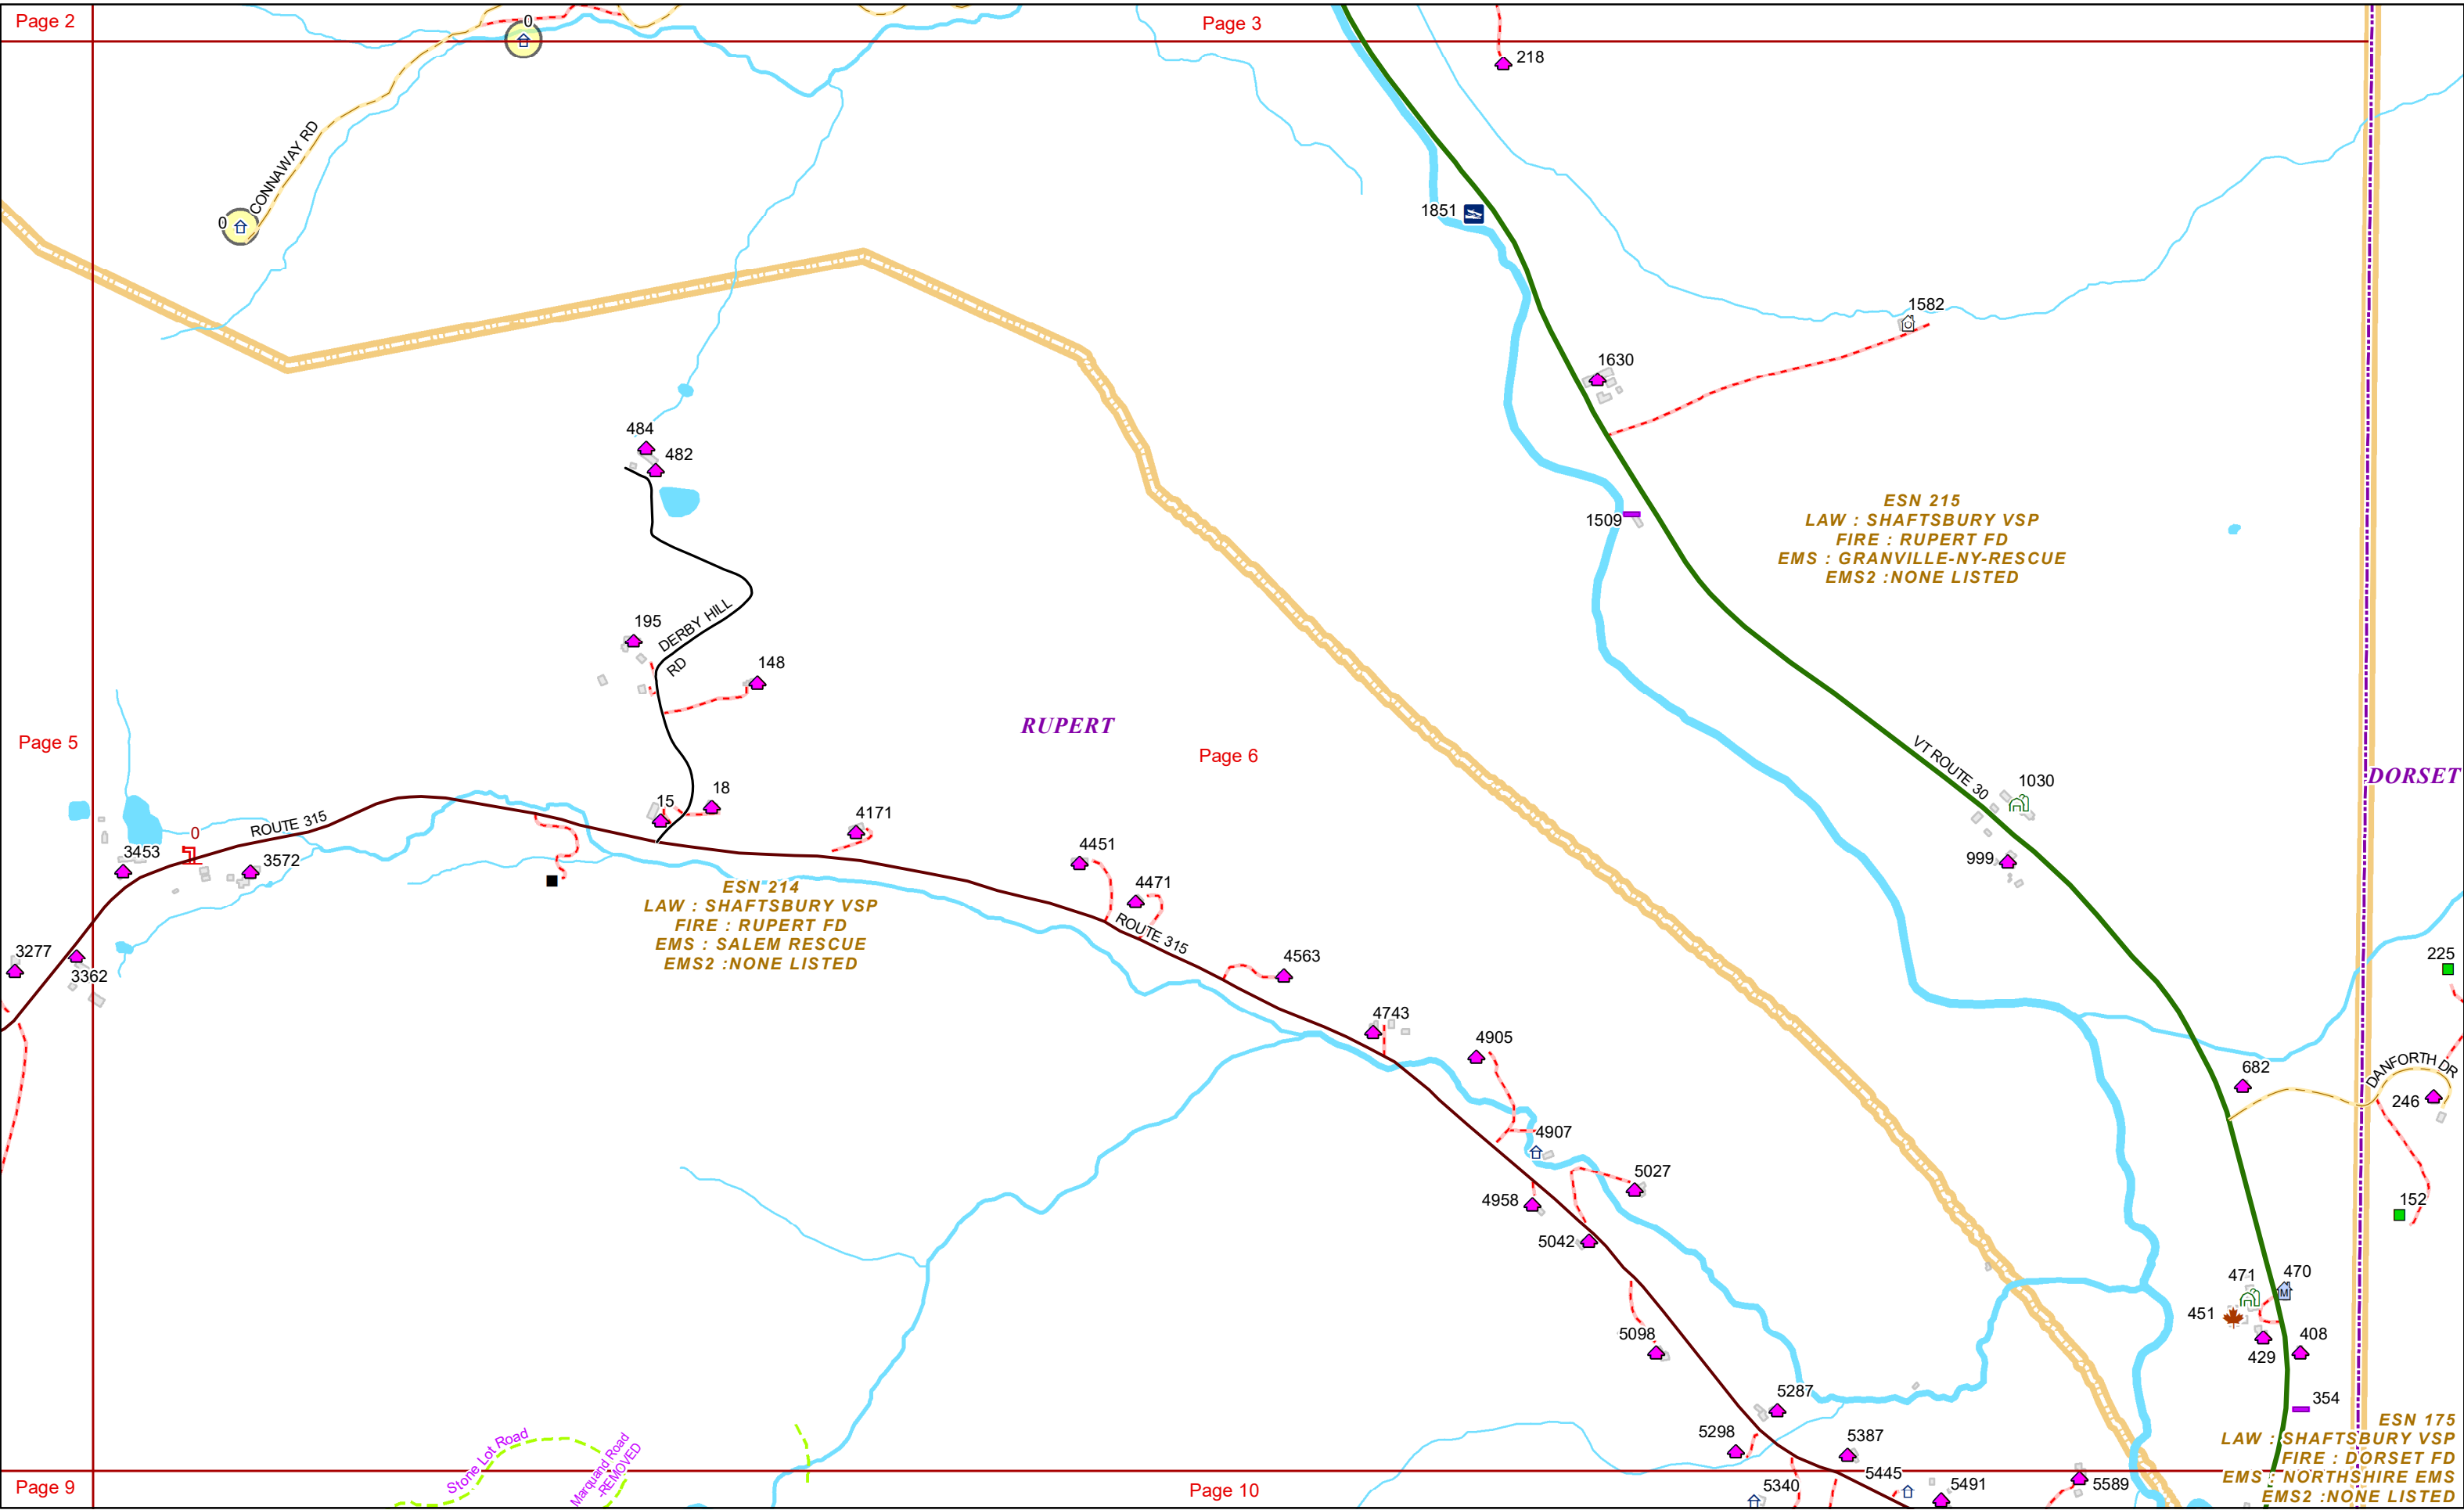 Page 2
0
Page 3
218
CONNAWAY RD
0
1851
1582
1630
484
482
1509
ESN 215
LAW : SHAFTSBURY VSP
FIRE : RUPERT FD
EMS : GRANVILLE-NY-RESCUE
EMS2 :NONE LISTED
195
DERBY HILL
RD
148
RUPERT
Page 5
Page 6
VT ROUTE 30
1030
DORSET
15
18
4171
0
ROUTE 315
3453
3572
4451
999
4471
ESN 214
LAW : SHAFTSBURY VSP
FIRE : RUPERT FD
EMS : SALEM RESCUE
EMS2 :NONE LISTED
ROUTE 315
3277
3362
4563
225
4743
4905
682
DANFORTH DR
246
4907
5027
4958
152
5042
471
470
451
5098
429
408
5287
354
5298
5387
Stone Lot Road
Marquand Road
-REMOVED
ESN 175
LAW : SHAFTSBURY VSP
FIRE : DORSET FD
EMS : NORTHSHIRE EMS
EMS2 :NONE LISTED
Page 9
Page 10
5340
5445
5491
5589